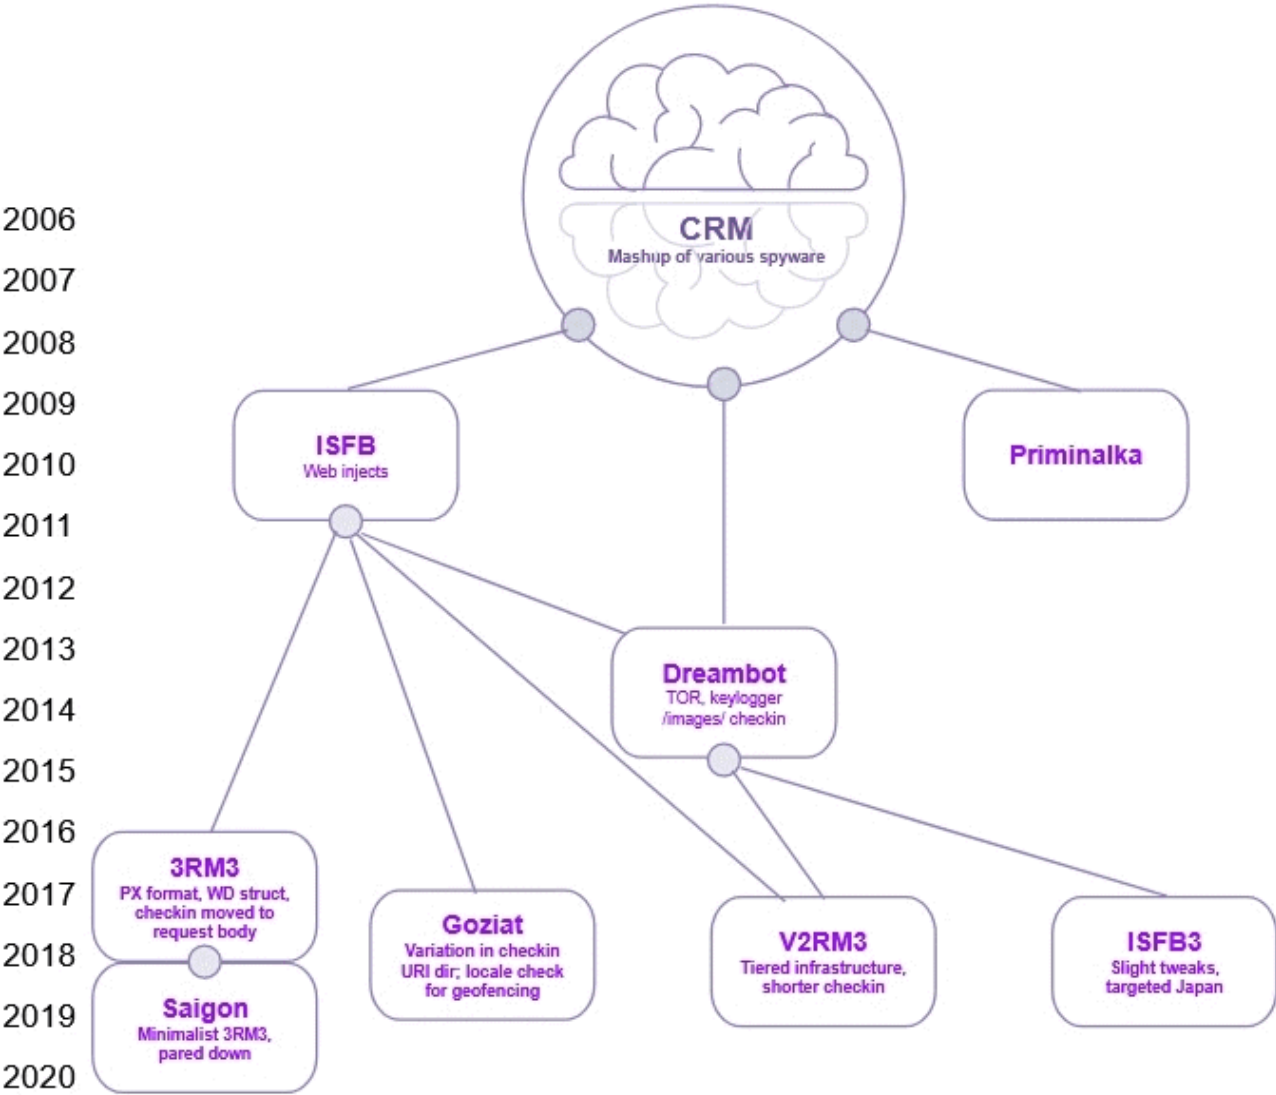 2006
2007
2008
2009
2010
2011
2012
2013
2014
2015
2016
2017
2018
2019
2020
CRM
Mashup of various spyware
ISFB
Web injects
Priminalka
Dreambot
TOR, keylogger
/images/ checkin
3RM3
PX format, WD struct,
checkin moved to
request body
Saigon
Minimalist 3RM3,
pared down
Goziat
Variation in checkin
URI dir; locale check
for geofencing
V2RM3
Tiered infrastructure,
shorter checkin
ISFB3
Slight tweaks,
targeted Japan